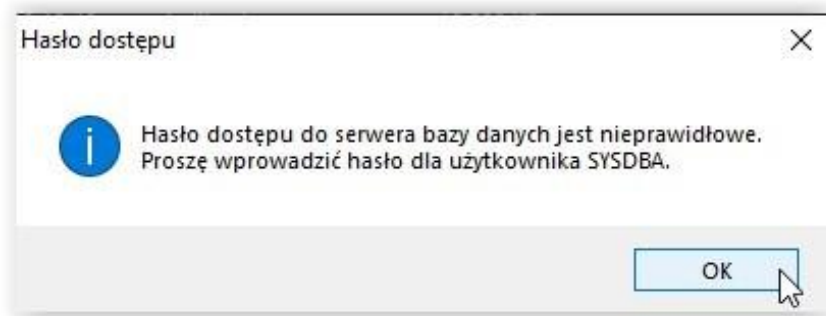 Hasło dostępu
Hasło dostępu do serwera bazy danych jest nieprawidłowe.
Proszę wprowadzić hasło dla użytkownika SYSDBA.
OK